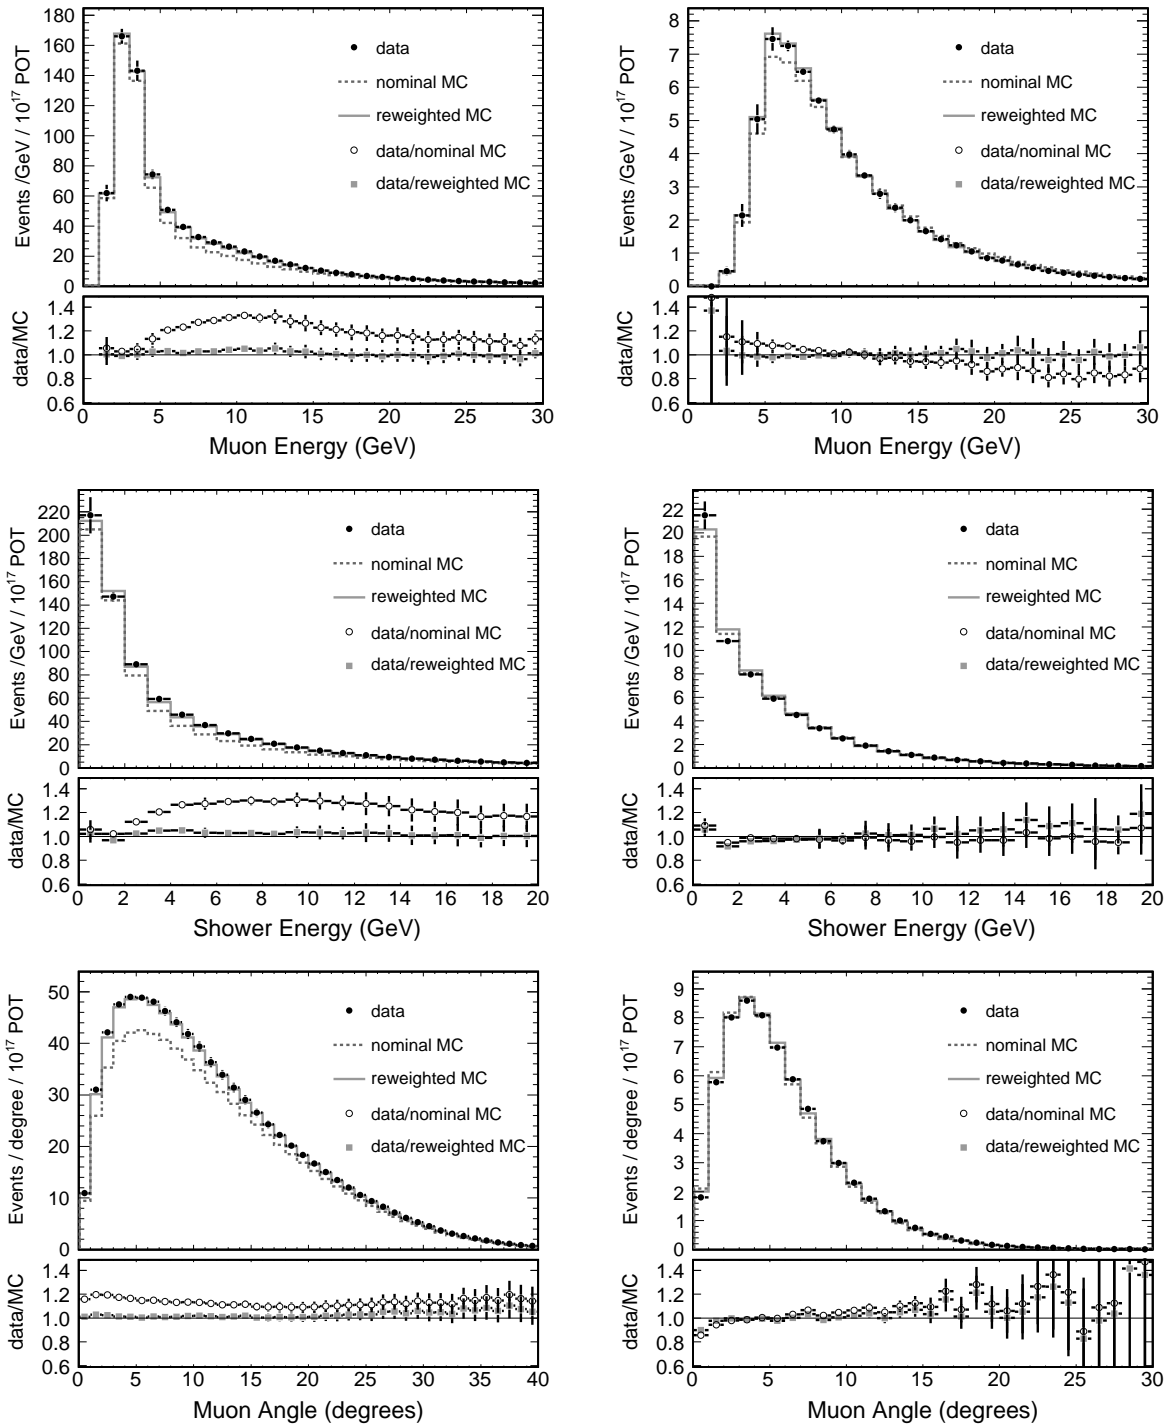 160
140
120
100
80
60
40
20
0
Events /GeV / 10^17 POT
data
nominal MC
reweighted MC
data/nominal MC
data/reweighted MC
1.4
1.2
1.0
0.8
0.6
data/MC
0 5 10 15 20 25 30
Muon Energy (GeV)
8
7
6
5
4
3
2
1
0
Events /GeV / 10^17 POT
data
nominal MC
reweighted MC
data/nominal MC
data/reweighted MC
1.4
1.2
1.0
0.8
0.6
data/MC
0 5 10 15 20 25 30
Muon Energy (GeV)
220
200
180
160
140
120
100
80
60
40
20
0
Events /GeV / 10^17 POT
data
nominal MC
reweighted MC
data/nominal MC
data/reweighted MC
1.4
1.2
1.0
0.8
0.6
data/MC
0 2 4 6 8 10 12 14 16 18 20
Shower Energy (GeV)
22
20
18
16
14
12
10
8
6
4
2
0
Events /GeV / 10^17 POT
data
nominal MC
reweighted MC
data/nominal MC
data/reweighted MC
1.4
1.2
1.0
0.8
0.6
data/MC
0 2 4 6 8 10 12 14 16 18 20
Shower Energy (GeV)
50
40
30
20
10
0
Events / degree / 10^17 POT
data
nominal MC
reweighted MC
data/nominal MC
data/reweighted MC
1.4
1.2
1.0
0.8
0.6
data/MC
0 5 10 15 20 25 30 35 40
Muon Angle (degrees)
9
8
7
6
5
4
3
2
1
0
Events / degree / 10^17 POT
data
nominal MC
reweighted MC
data/nominal MC
data/reweighted MC
1.4
1.2
1.0
0.8
0.6
data/MC
0 5 10 15 20 25 30
Muon Angle (degrees)